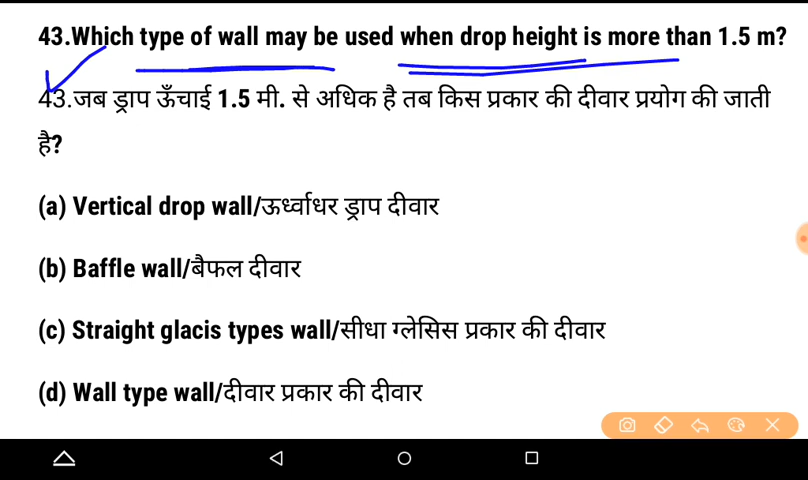 43.Which type of wall may be used when drop height is more than 1.5 m?
43.जब ड्राप ऊँचाई 1.5 मी. से अधिक है तब किस प्रकार की दीवार प्रयोग की जाती
है?
(a) Vertical drop wall/ऊर्ध्वाधर ड्राप दीवार
(b) Baffle wall/बैफल दीवार
(c) Straight glacis types wall/सीधा ग्लेसिस प्रकार की दीवार
(d) Wall type wall/दीवार प्रकार की दीवार